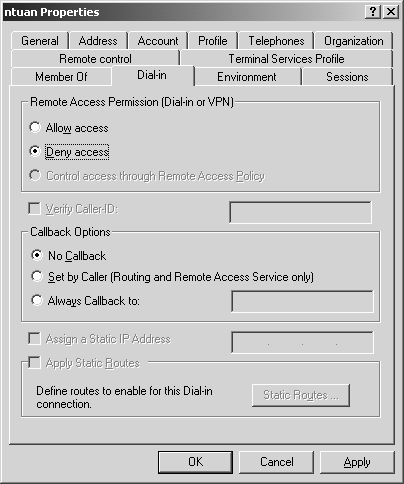 ntuan Properties
General Address Account Profile Telephones Organization
Remote control Terminal Services Profile
Member Of Dial-in Environment Sessions
Remote Access Permission (Dial-in or VPN)
Allow access
Deny access
Control access through Remote Access Policy
Verify Caller-ID:
Callback Options
No Callback
Set by Caller (Routing and Remote Access Service only)
Always Callback to:
Assign a Static IP Address . . .
Apply Static Routes
Define routes to enable for this Dial-in
connection.
Static Routes ...
OK Cancel Apply